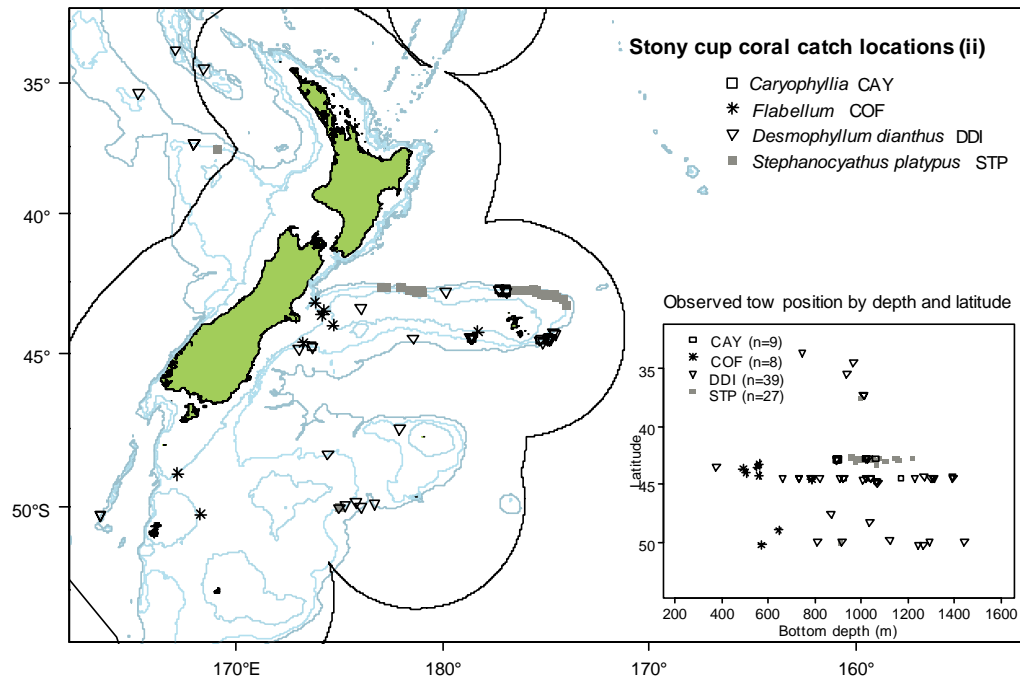 Stony cup coral catch locations (ii)
Caryophyllia CAY
Flabellum COF
Desmophyllum dianthus DDI
Stephanocyathus platypus STP
35°
40°
45°
50°S
170°E
180°
170°
160°
Observed tow position by depth and latitude
CAY (n=9)
COF (n=8)
DDI (n=39)
STP (n=27)
Latitude
35
40
45
50
200 400 600 800 1000 1200 1400 1600
Bottom depth (m)